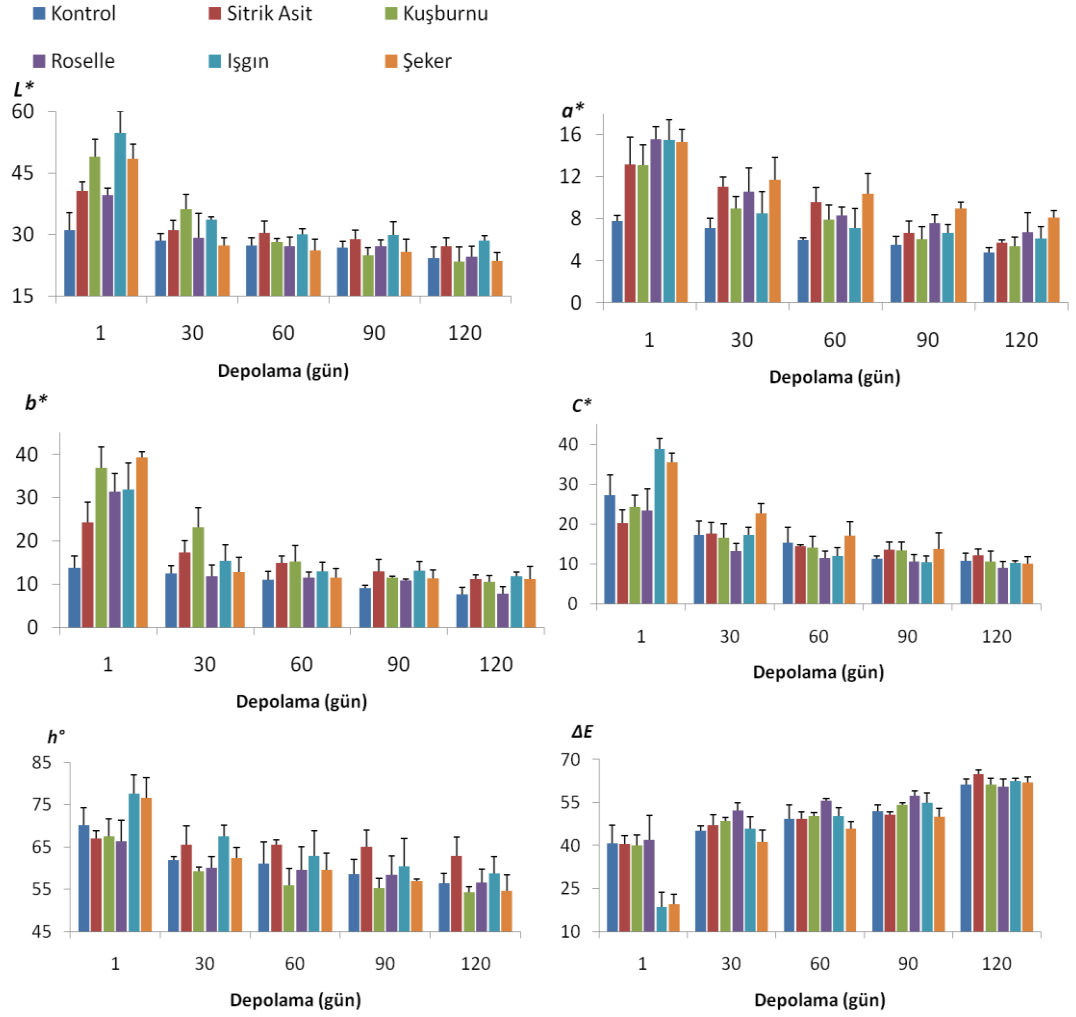 Kontrol Sitrik Asit Kuşburnu
Roselle Işgın Şeker
L*
60
45
30
15
1 30 60 90 120
Depolama (gün)
a*
16
12
8
4
0
1 30 60 90 120
Depolama (gün)
b*
40
30
20
10
0
1 30 60 90 120
Depolama (gün)
C*
40
30
20
10
0
1 30 60 90 120
Depolama (gün)
h°
85
75
65
55
45
1 30 60 90 120
Depolama (gün)
ΔE
70
55
40
25
10
1 30 60 90 120
Depolama (gün)